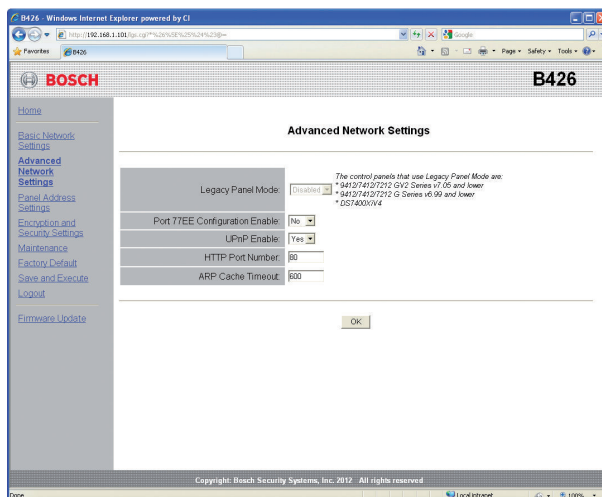 B426 - Windows Internet Explorer powered by CI
http://192.168.1.101/
Google
Favorites
B426
Page
Safety
Tools
BOSCH
B426
Home
Basic Network
Settings
Advanced
Network
Settings
Panel Address
Settings
Encryption and
Security Settings
Maintenance
Factory Default
Save and Execute
Logout
Firmware Update
Advanced Network Settings
Legacy Panel Mode: Disabled
The control panels that use Legacy Panel Mode are:
* 9412/7412/7212 GV2 Series v7.05 and lower
* 9412/7412/7212 G Series v6.99 and lower
* DS7400XiV4
Port 77EE Configuration Enable: No
UPnP Enable: Yes
HTTP Port Number: 80
ARP Cache Timeout: 600
OK
Copyright: Bosch Security Systems, Inc. 2012 All rights reserved
Done
Local intranet
100%